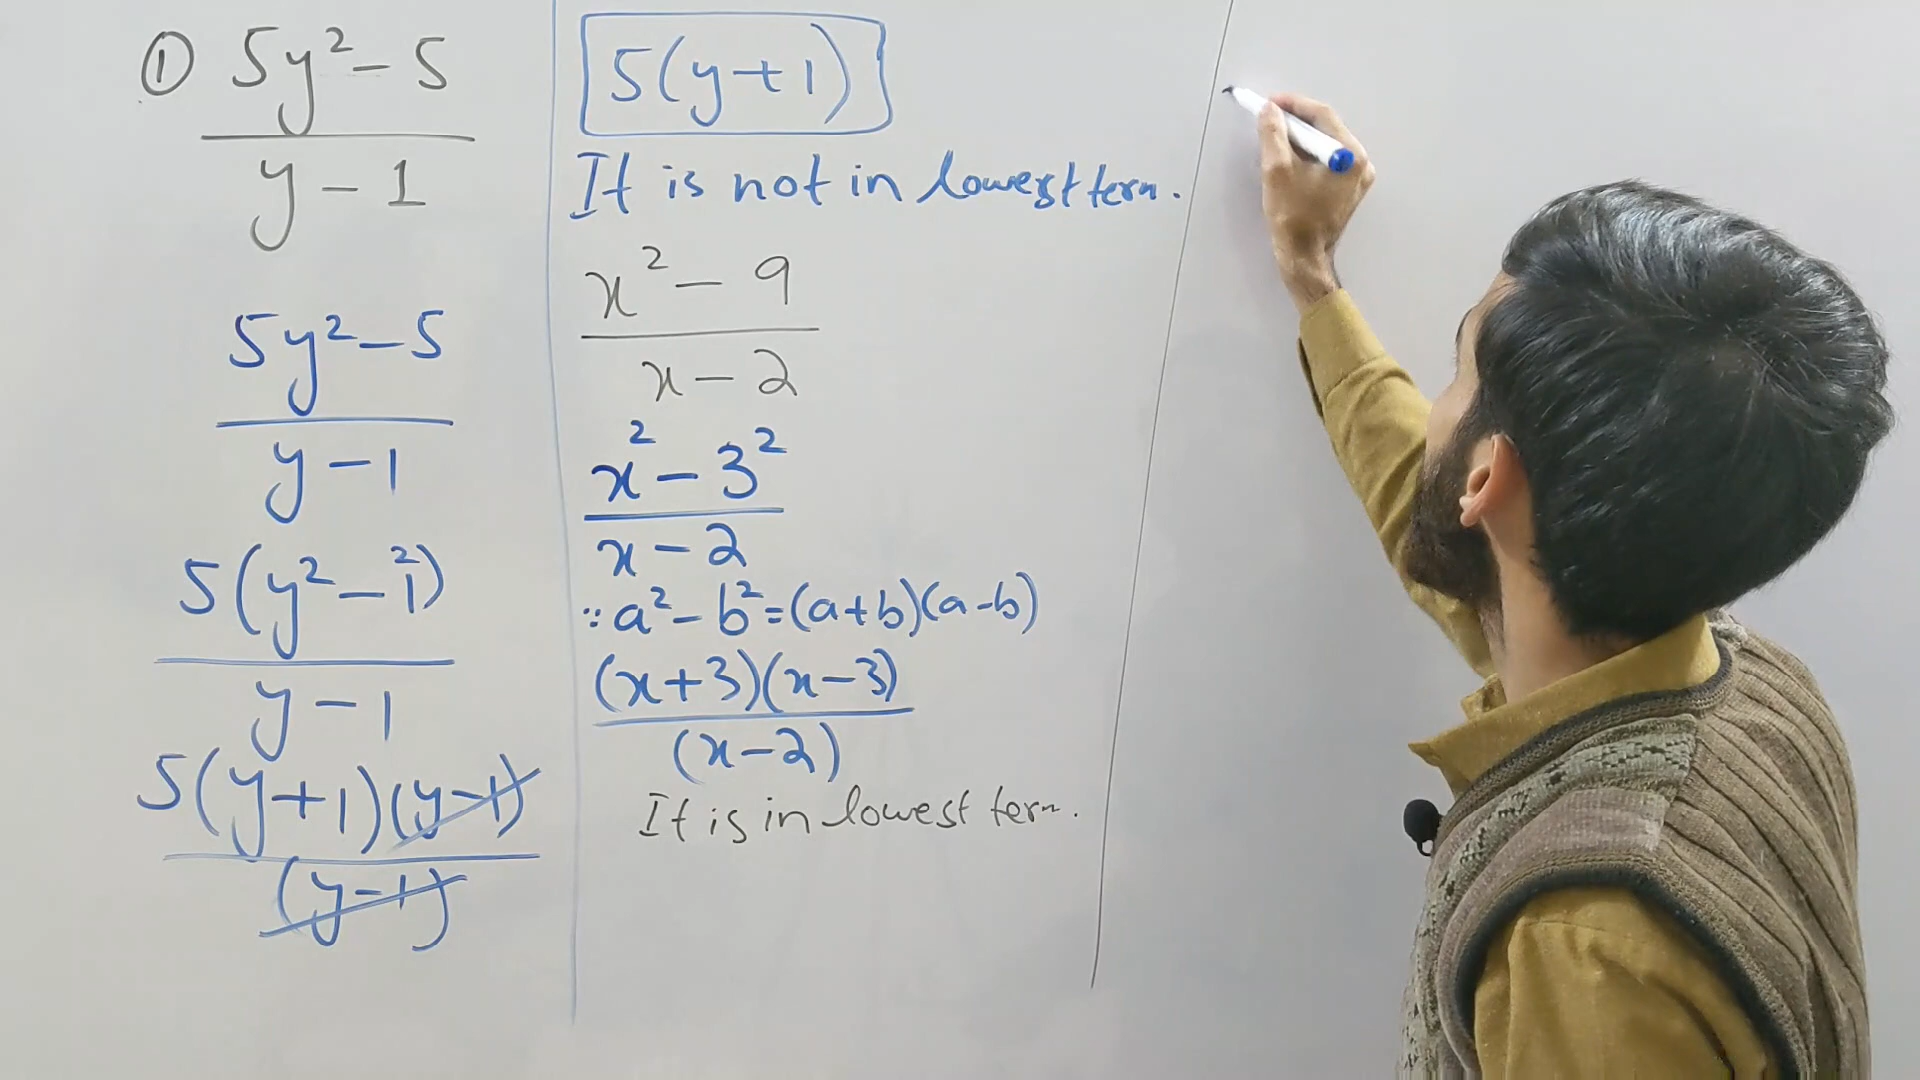 ① 5y² - 5
y - 1
5y² - 5
y - 1
5(y² - 1²)
y - 1
5(y+1)(y-1)
(y-1)
5(y+1)
It is not in lowest term.
x² - 9
x - 2
x² - 3²
x - 2
∵ a² - b² = (a+b)(a-b)
(x+3)(x-3)
(x-2)
It is in lowest term.